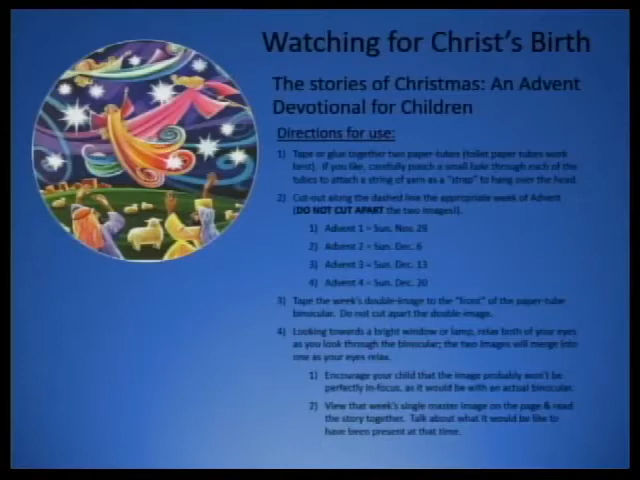 Watching for Christ's Birth
The stories of Christmas: An Advent
Devotional for Children
Directions for use:
1) Tape or glue together two paper-tubes (toilet paper tubes work
best). If you like, carefully punch a small hole through each of the
tubes to attach a string of yarn as a "strap" to hang over the head.
2) Cut-out along the dashed line the appropriate week of Advent
(DO NOT CUT APART the two images!).
1) Advent 1 = Sun. Nov. 29
2) Advent 2 = Sun. Dec. 6
3) Advent 3 = Sun. Dec. 13
4) Advent 4 = Sun. Dec. 20
3) Tape the week's double-image to the "front" of the paper-tube
binocular. Do not cut apart the double-image.
4) Looking towards a bright window or lamp, relax both of your eyes
as you look through the binocular; the two images will merge into
one as your eyes relax.
1) Encourage your child that the image probably won't be
perfectly in-focus, as it would be with an actual binocular.
2) View that week's single master image on the page & read
the story together. Talk about what it would be like to
have been present at that time.